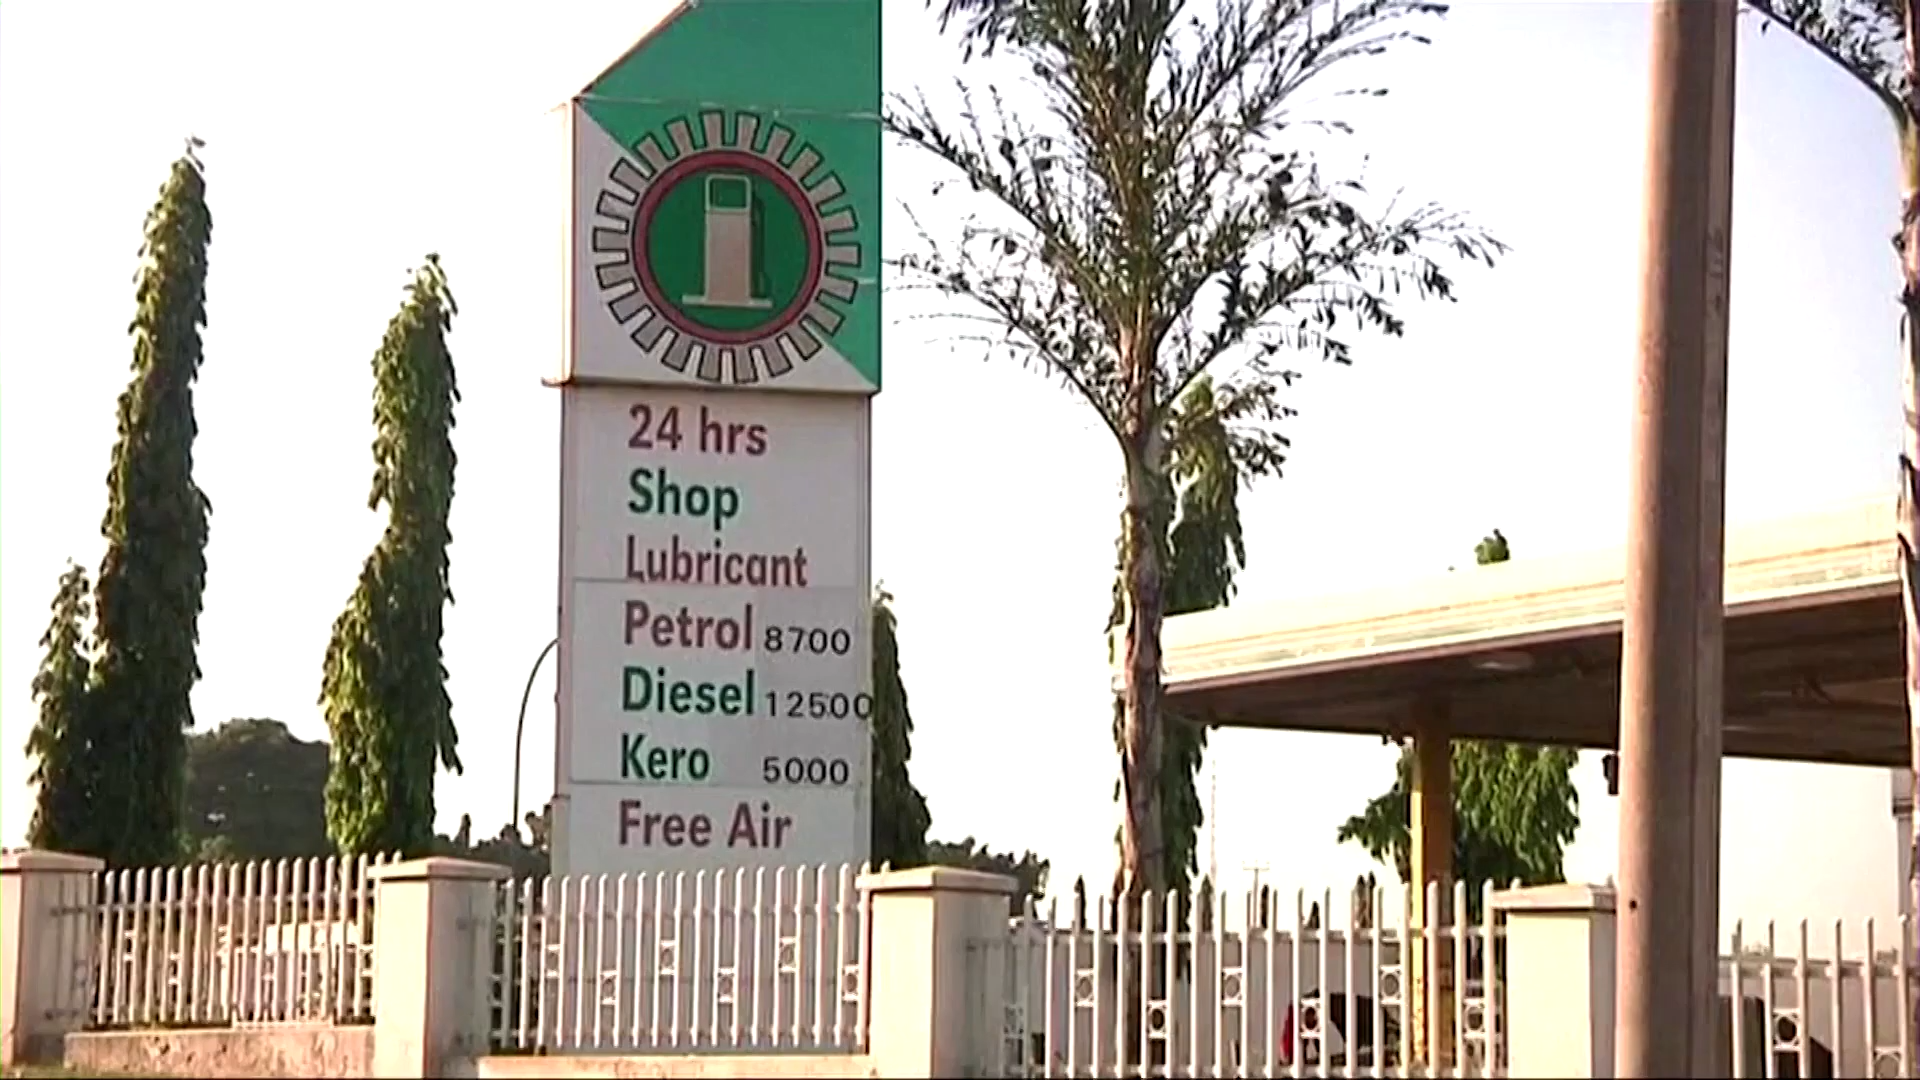 24 hrs
Shop
Lubricant
Petrol 8700
Diesel 12500
Kero 5000
Free Air